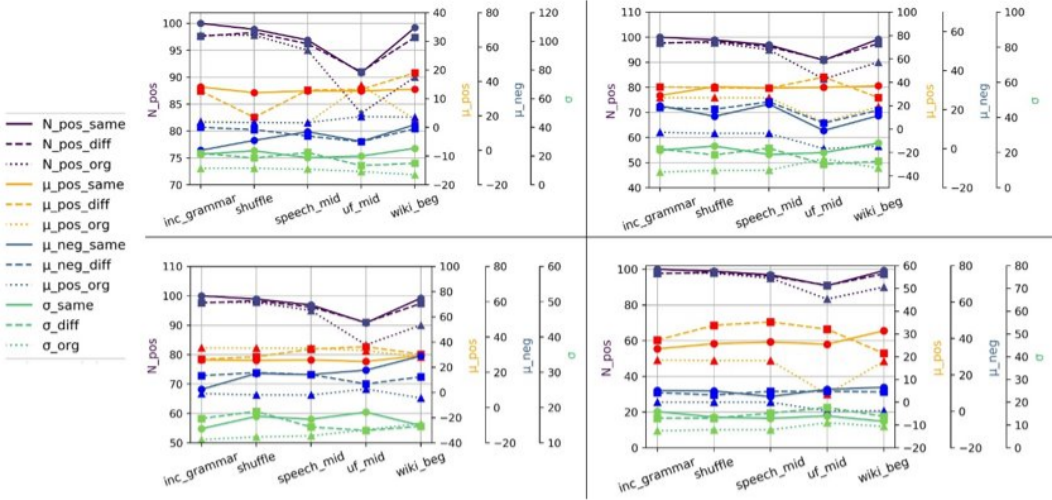 N_pos_same
N_pos_diff
N_pos_org
μ_pos_same
μ_pos_diff
μ_pos_org
μ_neg_same
μ_neg_diff
μ_pos_org
σ_same
σ_diff
σ_org
N_pos
100
95
90
85
80
75
70
inc_grammar
shuffle
speech_mid
uf_mid
wiki_beg
40
30
20
10
0
−10
−20
μ_pos
80
60
40
20
0
−20
μ_neg
120
100
80
60
40
20
0
σ
N_pos
110
100
90
80
70
60
50
40
inc_grammar
shuffle
speech_mid
uf_mid
wiki_beg
100
80
60
40
20
0
−20
−40
μ_pos
80
60
40
20
0
−20
μ_neg
100
80
60
40
20
0
σ
N_pos
110
100
90
80
70
60
50
inc_grammar
shuffle
speech_mid
uf_mid
wiki_beg
100
80
60
40
20
0
−20
−40
μ_pos
80
60
40
20
0
−20
μ_neg
60
50
40
30
20
10
σ
N_pos
100
80
60
40
20
0
inc_grammar
shuffle
speech_mid
uf_mid
wiki_beg
60
50
40
30
20
10
0
−10
−20
μ_pos
80
60
40
20
0
−20
μ_neg
80
70
60
50
40
30
20
10
0
σ